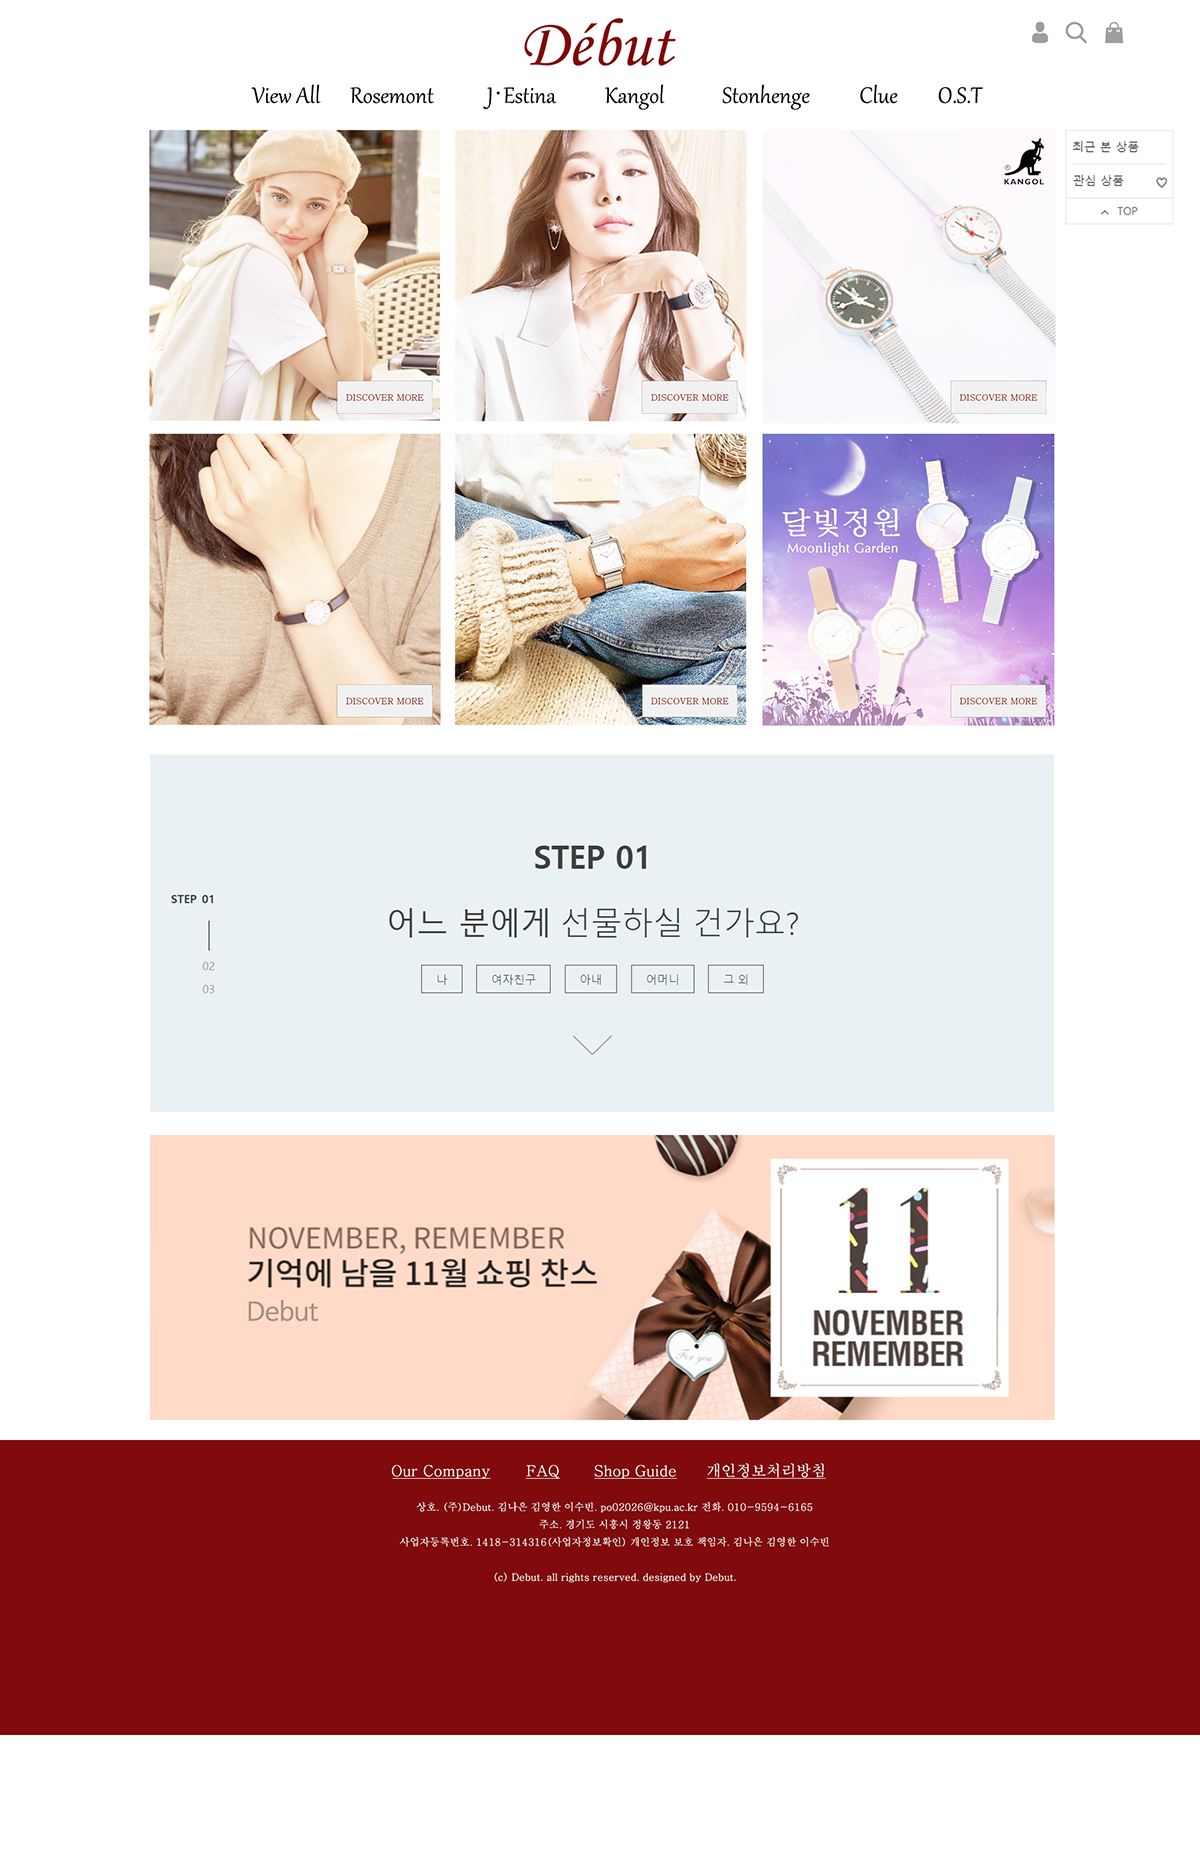 Début
View All Rosemont J·Estina Kangol Stonhenge Clue O.S.T
최근 본 상품
관심 상품
TOP
KANGOL
DISCOVER MORE
DISCOVER MORE
DISCOVER MORE
CLUE
달빛정원
Moonlight Garden
DISCOVER MORE
DISCOVER MORE
DISCOVER MORE
STEP 01
STEP 01
02
03
어느 분에게 선물하실 건가요?
나 여자친구 아내 어머니 그 외
NOVEMBER, REMEMBER
기억에 남을 11월 쇼핑 찬스
Debut
For you
11
NOVEMBER
REMEMBER
Our Company FAQ Shop Guide 개인정보처리방침
상호. (주)Debut. 김나은 김영한 이수빈. po02026@kpu.ac.kr 전화. 010-9594-6165
주소. 경기도 시흥시 정왕동 2121
사업자등록번호. 1418-314316(사업자정보확인) 개인정보 보호 책임자. 김나은 김영한 이수빈
(c) Debut. all rights reserved. designed by Debut.